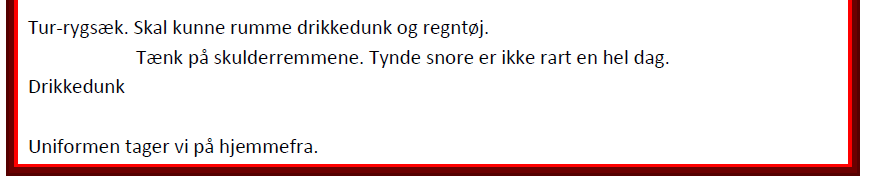 Tur-rygsæk. Skal kunne rumme drikkedunk og regntøj.
Tænk på skulderremmene. Tynde snore er ikke rart en hel dag.
Drikkedunk
Uniformen tager vi på hjemmefra.